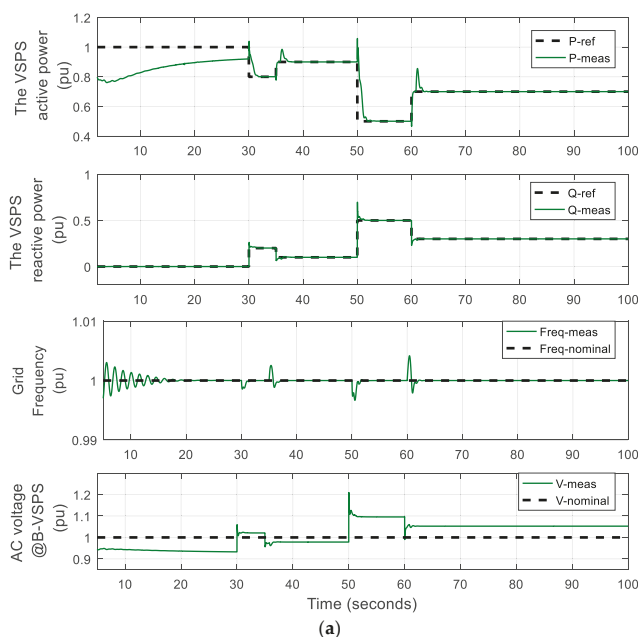 The VSPS
active power
(pu)
1.2
1
0.8
0.6
0.4
P-ref
P-meas
10 20 30 40 50 60 70 80 90 100
The VSPS
reactive power
(pu)
1
0.5
0
Q-ref
Q-meas
10 20 30 40 50 60 70 80 90 100
Grid
Frequency
(pu)
1.01
1
0.99
Freq-meas
Freq-nominal
10 20 30 40 50 60 70 80 90 100
AC voltage
@B-VSPS
(pu)
1.2
1.1
1
0.9
V-meas
V-nominal
10 20 30 40 50 60 70 80 90 100
Time (seconds)
(a)